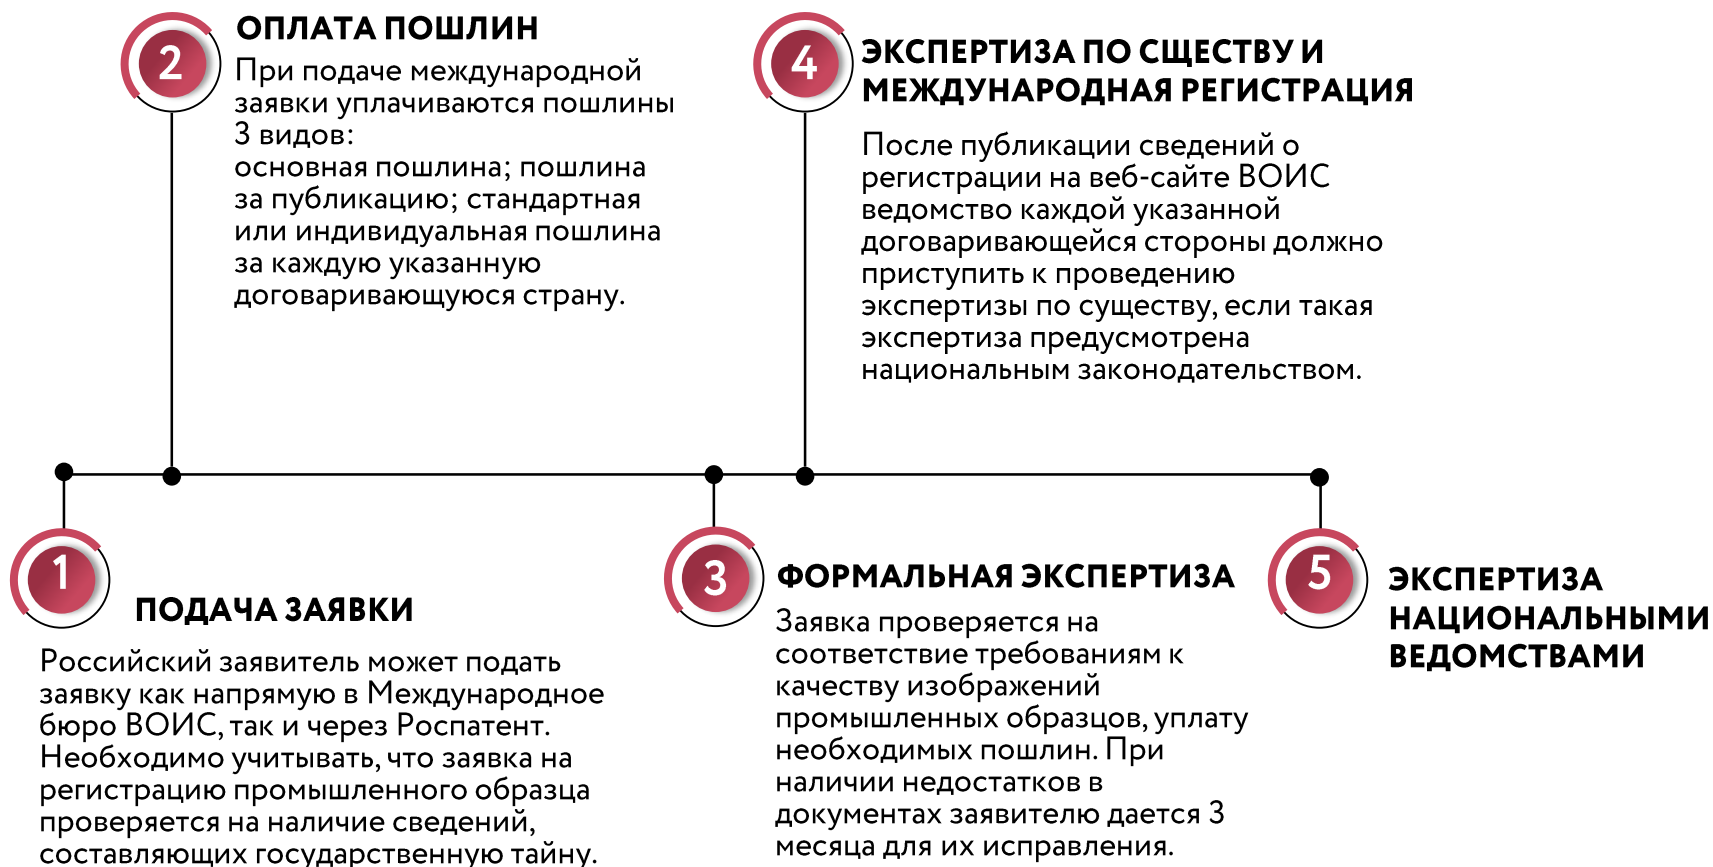 2
ОПЛАТА ПОШЛИН
При подаче международной
заявки уплачиваются пошлины
3 видов:
основная пошлина; пошлина
за публикацию; стандартная
или индивидуальная пошлина
за каждую указанную
договаривающуюся страну.
4
ЭКСПЕРТИЗА ПО СЩЕСТВУ И
МЕЖДУНАРОДНАЯ РЕГИСТРАЦИЯ
После публикации сведений о
регистрации на веб-сайте ВОИС
ведомство каждой указанной
договаривающейся стороны должно
приступить к проведению
экспертизы по существу, если такая
экспертиза предусмотрена
национальным законодательством.
1
ПОДАЧА ЗАЯВКИ
Российский заявитель может подать
заявку как напрямую в Международное
бюро ВОИС, так и через Роспатент.
Необходимо учитывать, что заявка на
регистрацию промышленного образца
проверяется на наличие сведений,
составляющих государственную тайну.
3
ФОРМАЛЬНАЯ ЭКСПЕРТИЗА
Заявка проверяется на
соответствие требованиям к
качеству изображений
промышленных образцов, уплату
необходимых пошлин. При
наличии недостатков в
документах заявителю дается 3
месяца для их исправления.
5
ЭКСПЕРТИЗА
НАЦИОНАЛЬНЫМИ
ВЕДОМСТВАМИ